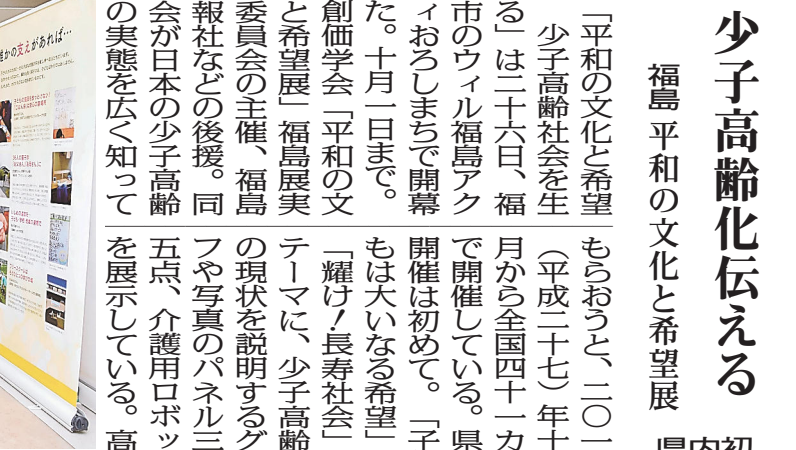 少子高齢化伝える
福島 平和の文化と希望展
「平和の文化と希望
少子高齢社会を生
る」は二十六日、福
市のウィル福島アク
ィおろしまちで開幕
た。十月一日まで。
創価学会「平和の文
と希望展」福島展実
委員会の主催、福島
報社などの後援。同
会が日本の少子高齢
の実態を広く知って
もらおうと、二〇一
（平成二十七）年十
月から全国四十一カ
で開催している。県
開催は初めて。「子
もは大いなる希望」
「耀け！長寿社会」
テーマに、少子高齢
の現状を説明するグ
フや写真のパネル三
五点、介護用ロボッ
を展示している。高
かの支えがあれば…